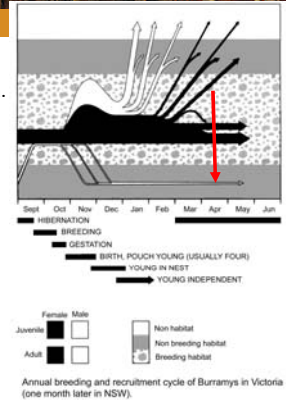 Sept Oct Nov Dec Jan Feb Mar Apr May Jun
HIBERNATION
BREEDING
GESTATION
BIRTH, POUCH YOUNG (USUALLY FOUR)
YOUNG IN NEST
YOUNG INDEPENDENT
Female Male
Juvenile
Adult
Non habitat
Non breeding habitat
Breeding habitat
Annual breeding and recruitment cycle of Burramys in Victoria
(one month later in NSW).